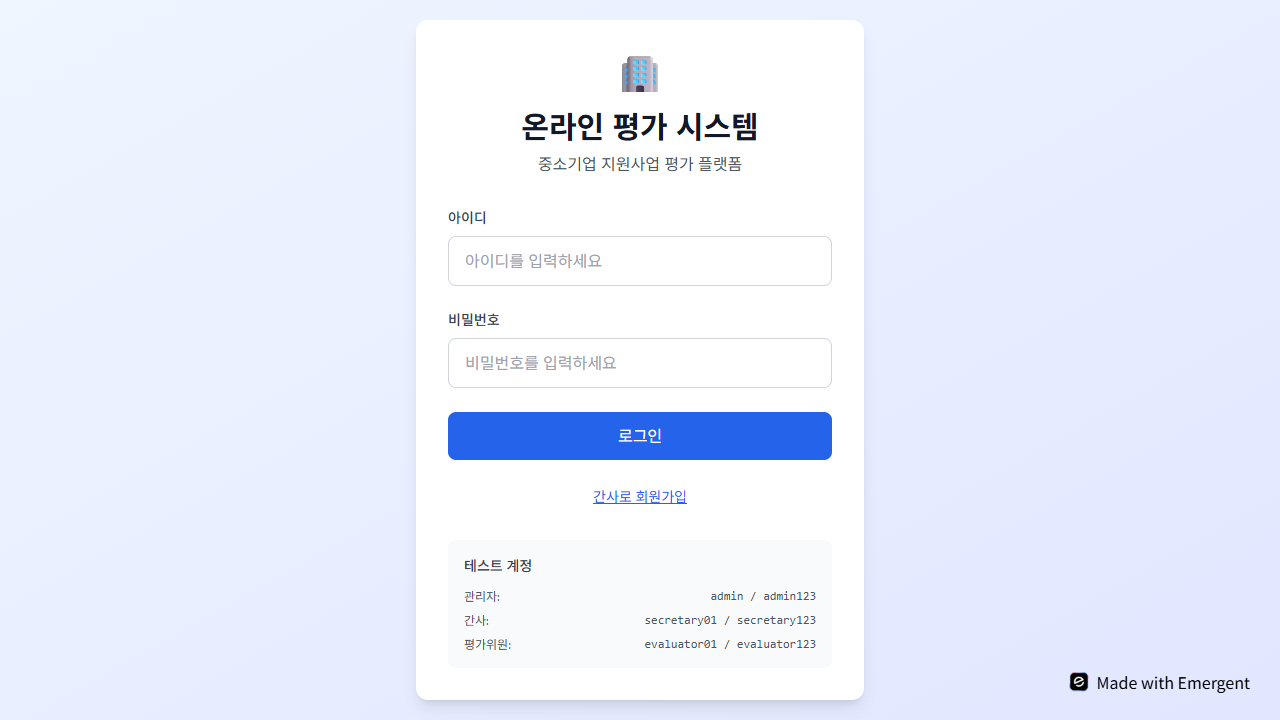 온라인 평가 시스템
중소기업 지원사업 평가 플랫폼
아이디
아이디를 입력하세요
비밀번호
비밀번호를 입력하세요
로그인
간사로 회원가입
테스트 계정
관리자: admin / admin123
간사: secretary01 / secretary123
평가위원: evaluator01 / evaluator123
Made with Emergent